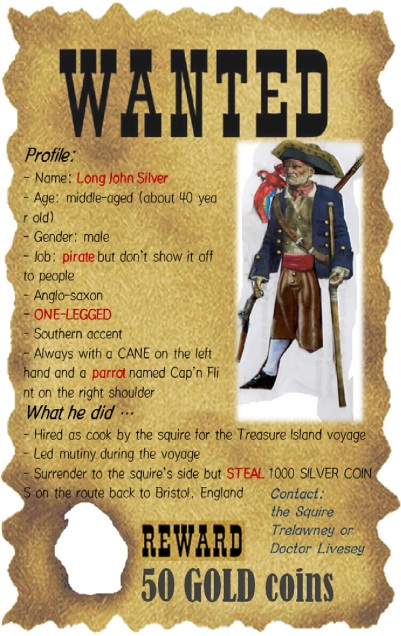 WANTED
Profile:
- Name: Long John Silver
- Age: middle-aged (about 40 yea
r old)
- Gender: male
- Job: pirate but don't show it off
to people
- Anglo-saxon
- ONE-LEGGED
- Southern accent
- Always with a CANE on the left
hand and a parrot named Cap'n Fli
nt on the right shoulder
What he did ...
- Hired as cook by the squire for the Treasure Island voyage
- Led mutiny during the voyage
- Surrender to the squire's side but STEAL 1000 SILVER COIN
S on the route back to Bristol, England
Contact:
the Squire
Trelawney or
Doctor Livesey
REWARD
50 GOLD coins